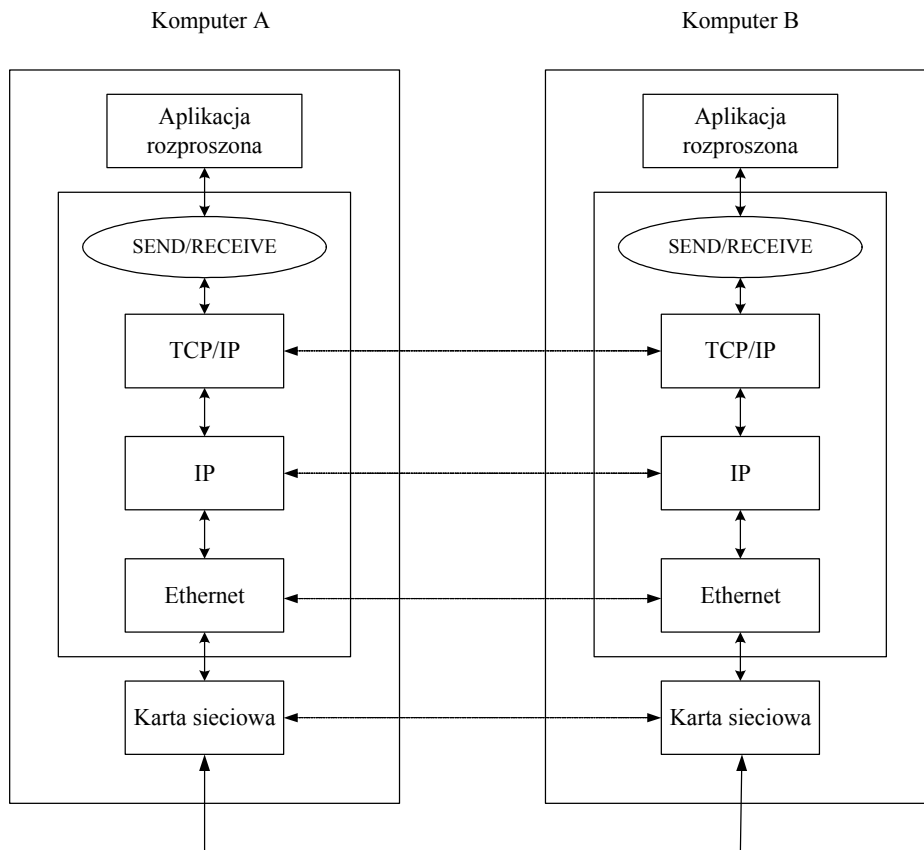 Komputer A
Komputer B
Aplikacja
rozproszona
SEND/RECEIVE
TCP/IP
IP
Ethernet
Karta sieciowa
Aplikacja
rozproszona
SEND/RECEIVE
TCP/IP
IP
Ethernet
Karta sieciowa